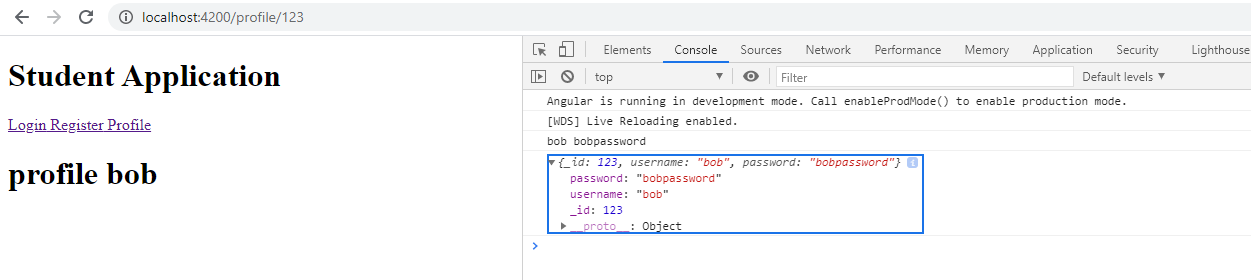 localhost:4200/profile/123
Student Application
Login Register Profile
profile bob
Elements Console Sources Network Performance Memory Application Security Lighthouse
top Filter Default levels
Angular is running in development mode. Call enableProdMode() to enable production mode.
[WDS] Live Reloading enabled.
bob bobpassword
{_id: 123, username: "bob", password: "bobpassword"} i
password: "bobpassword"
username: "bob"
_id: 123
__proto__: Object